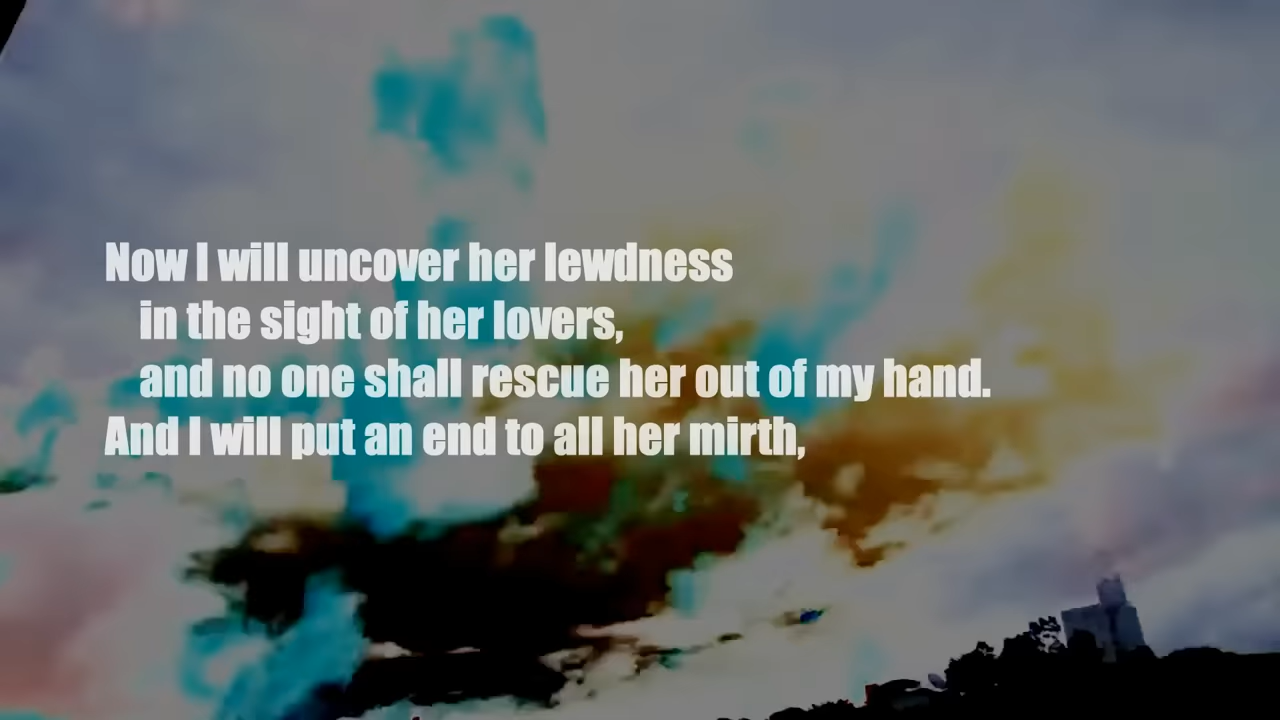 Now I will uncover her lewdness
in the sight of her lovers,
and no one shall rescue her out of my hand.
And I will put an end to all her mirth,